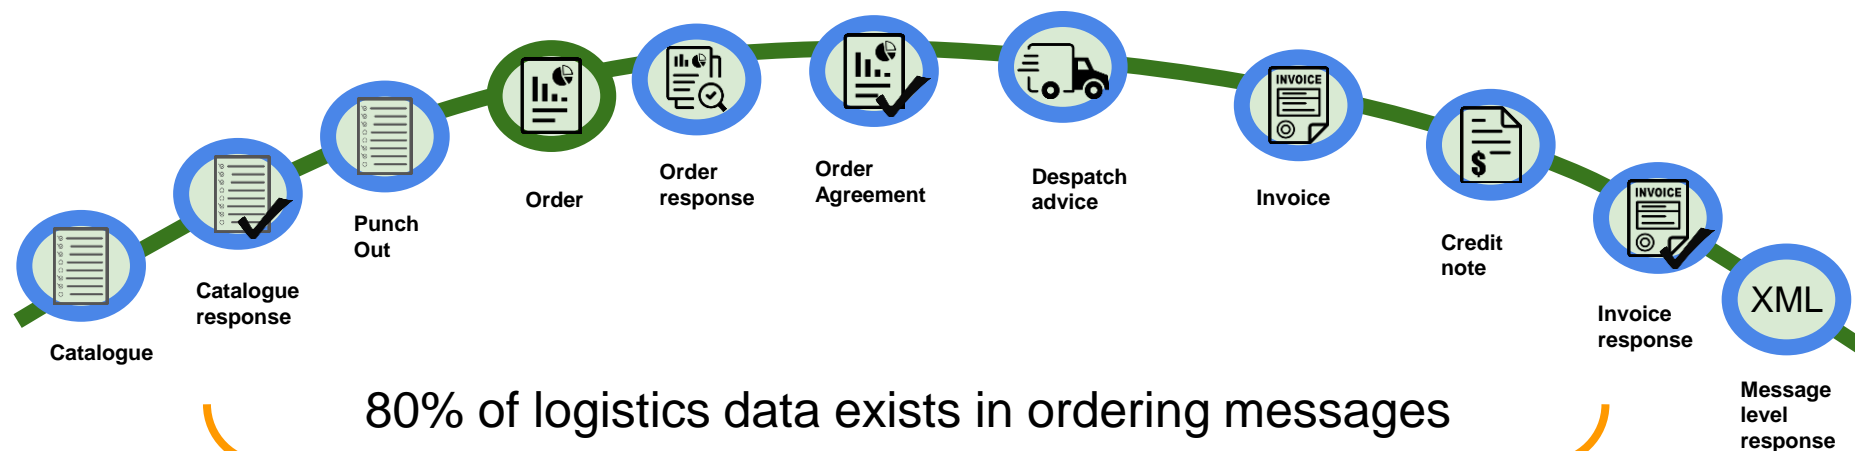 Catalogue
Catalogue
response
Punch
Out
Order
Order
response
Order
Agreement
Despatch
advice
INVOICE
Invoice
$
Credit
note
INVOICE
Invoice
response
XML
Message
level
response
80% of logistics data exists in ordering messages